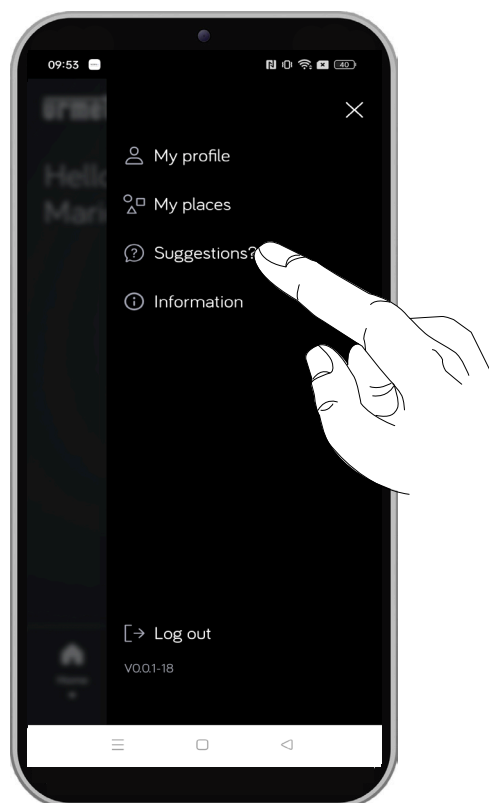 09:53
40
My profile
My places
Suggestions?
Information
Log out
V0.0.1-18